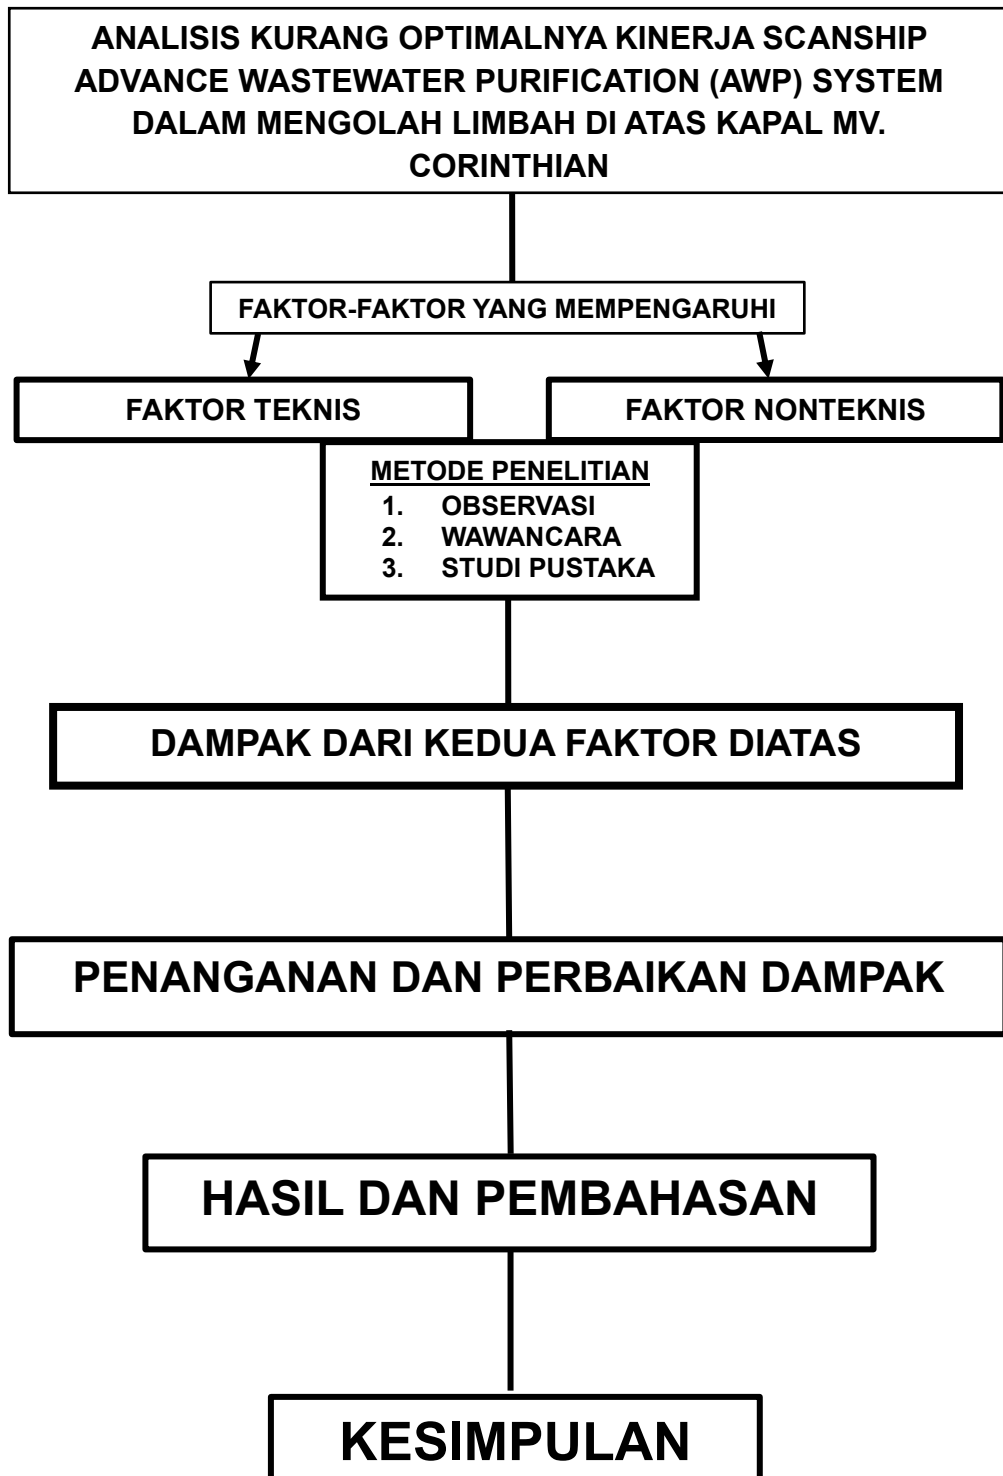 ANALISIS KURANG OPTIMALNYA KINERJA SCANSHIP
ADVANCE WASTEWATER PURIFICATION (AWP) SYSTEM
DALAM MENGOLAH LIMBAH DI ATAS KAPAL MV.
CORINTHIAN
FAKTOR-FAKTOR YANG MEMPENGARUHI
FAKTOR TEKNIS
FAKTOR NONTEKNIS
METODE PENELITIAN
1. OBSERVASI
2. WAWANCARA
3. STUDI PUSTAKA
DAMPAK DARI KEDUA FAKTOR DIATAS
PENANGANAN DAN PERBAIKAN DAMPAK
HASIL DAN PEMBAHASAN
KESIMPULAN